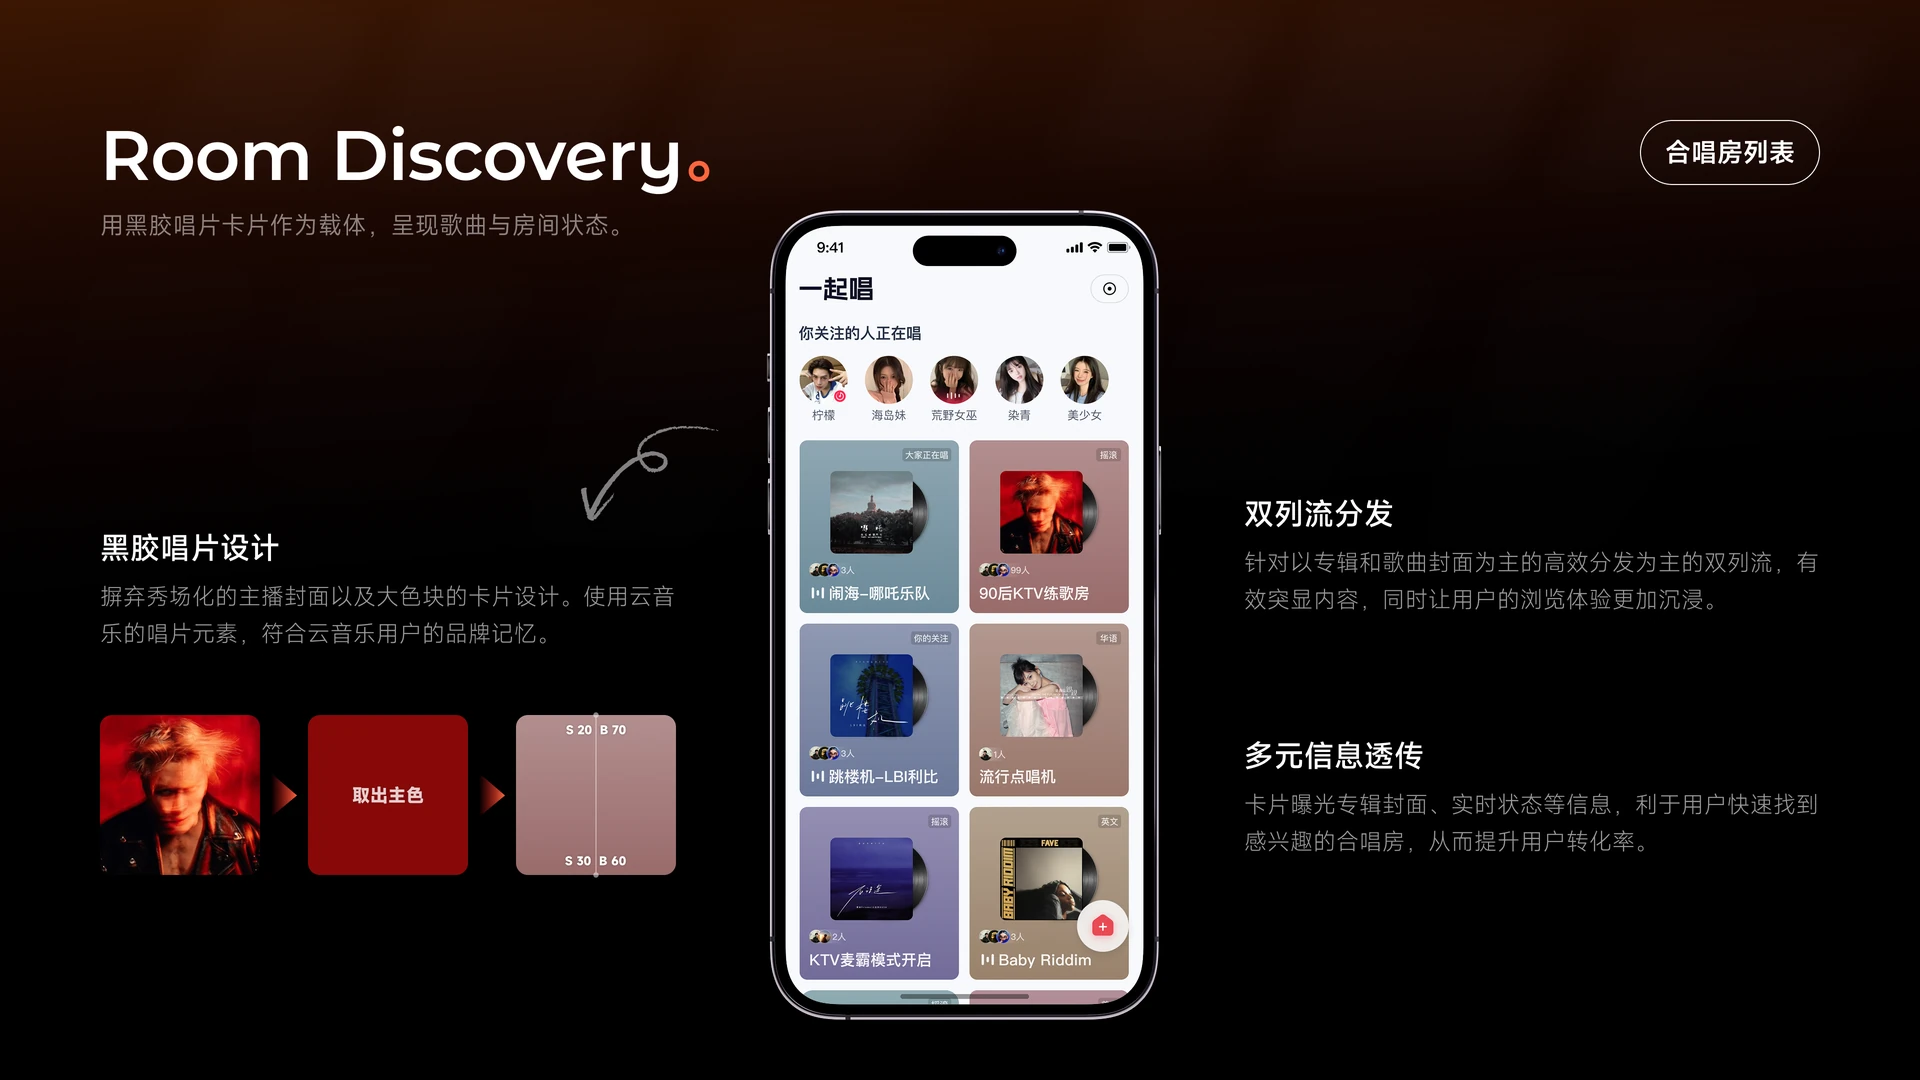 Room Discovery
用黑胶唱片卡片作为载体，呈现歌曲与房间状态。
合唱房列表
黑胶唱片设计
摒弃秀场化的主播封面以及大色块的卡片设计。使用云音
乐的唱片元素，符合云音乐用户的品牌记忆。
取出主色
S 20 B 70
S 30 B 60
9:41
一起唱
你关注的人正在唱
柠檬
海岛妹
荒野女巫
染青
美少女
大家正在唱
3人
闹海-哪吒乐队
摇滚
99人
90后KTV练歌房
你的关注
跳楼机
3人
跳楼机-LBI利比
华语
1人
流行点唱机
摇滚
2人
KTV麦霸模式开启
英文
FAVE
BABY RIDDIM
3人
Baby Riddim
双列流分发
针对以专辑和歌曲封面为主的高效分发为主的双列流，有
效突显内容，同时让用户的浏览体验更加沉浸。
多元信息透传
卡片曝光专辑封面、实时状态等信息，利于用户快速找到
感兴趣的合唱房，从而提升用户转化率。